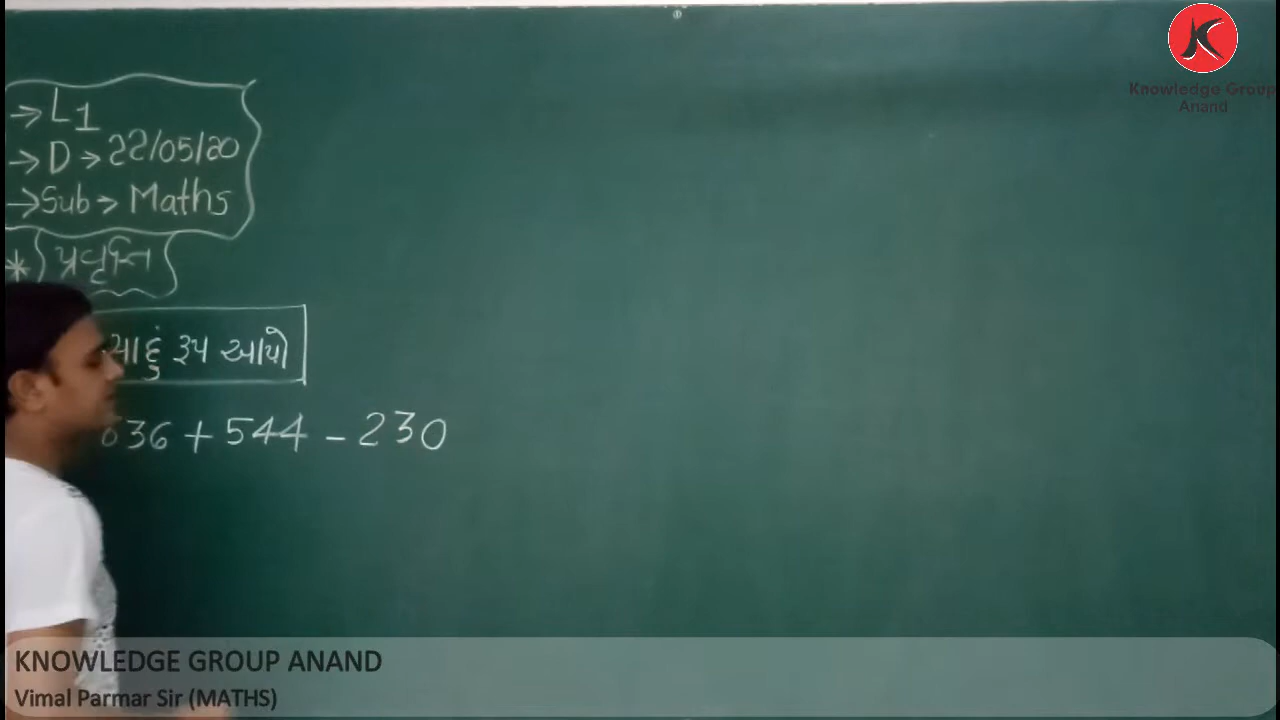 → L1
→ D → 22/05/20
→ Sub → Maths
* પ્રવૃત્તિ
સાદું રૂપ આપો
636 + 544 - 230
Knowledge Group
Anand
KNOWLEDGE GROUP ANAND
Vimal Parmar Sir (MATHS)